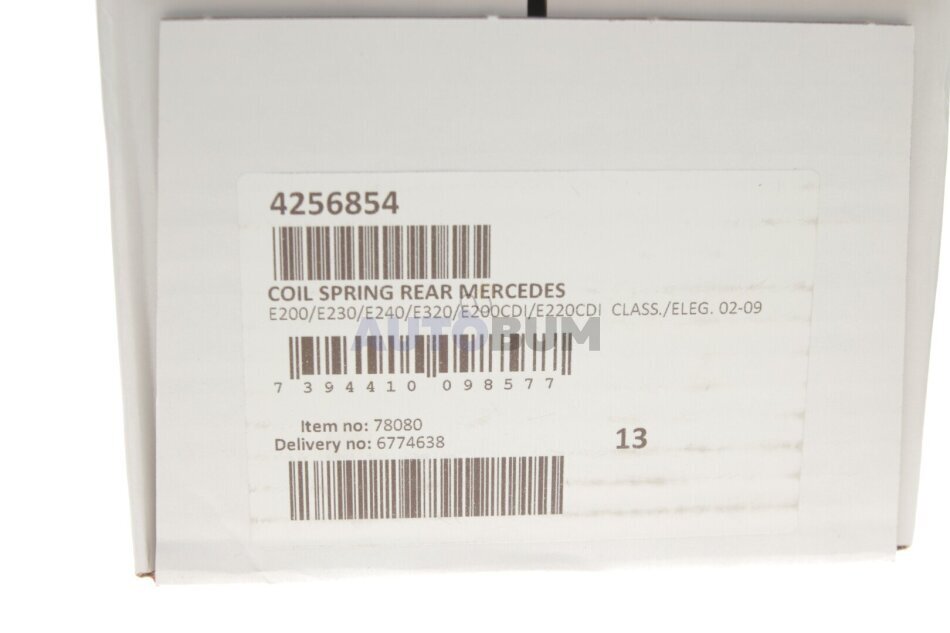 4256854
COIL SPRING REAR MERCEDES
E200/E230/E240/E320/E200CDI/E220CDI CLASS./ELEG. 02-09
AUTOBUM
7 394410 098577
Item no: 78080
Delivery no: 6774638
13